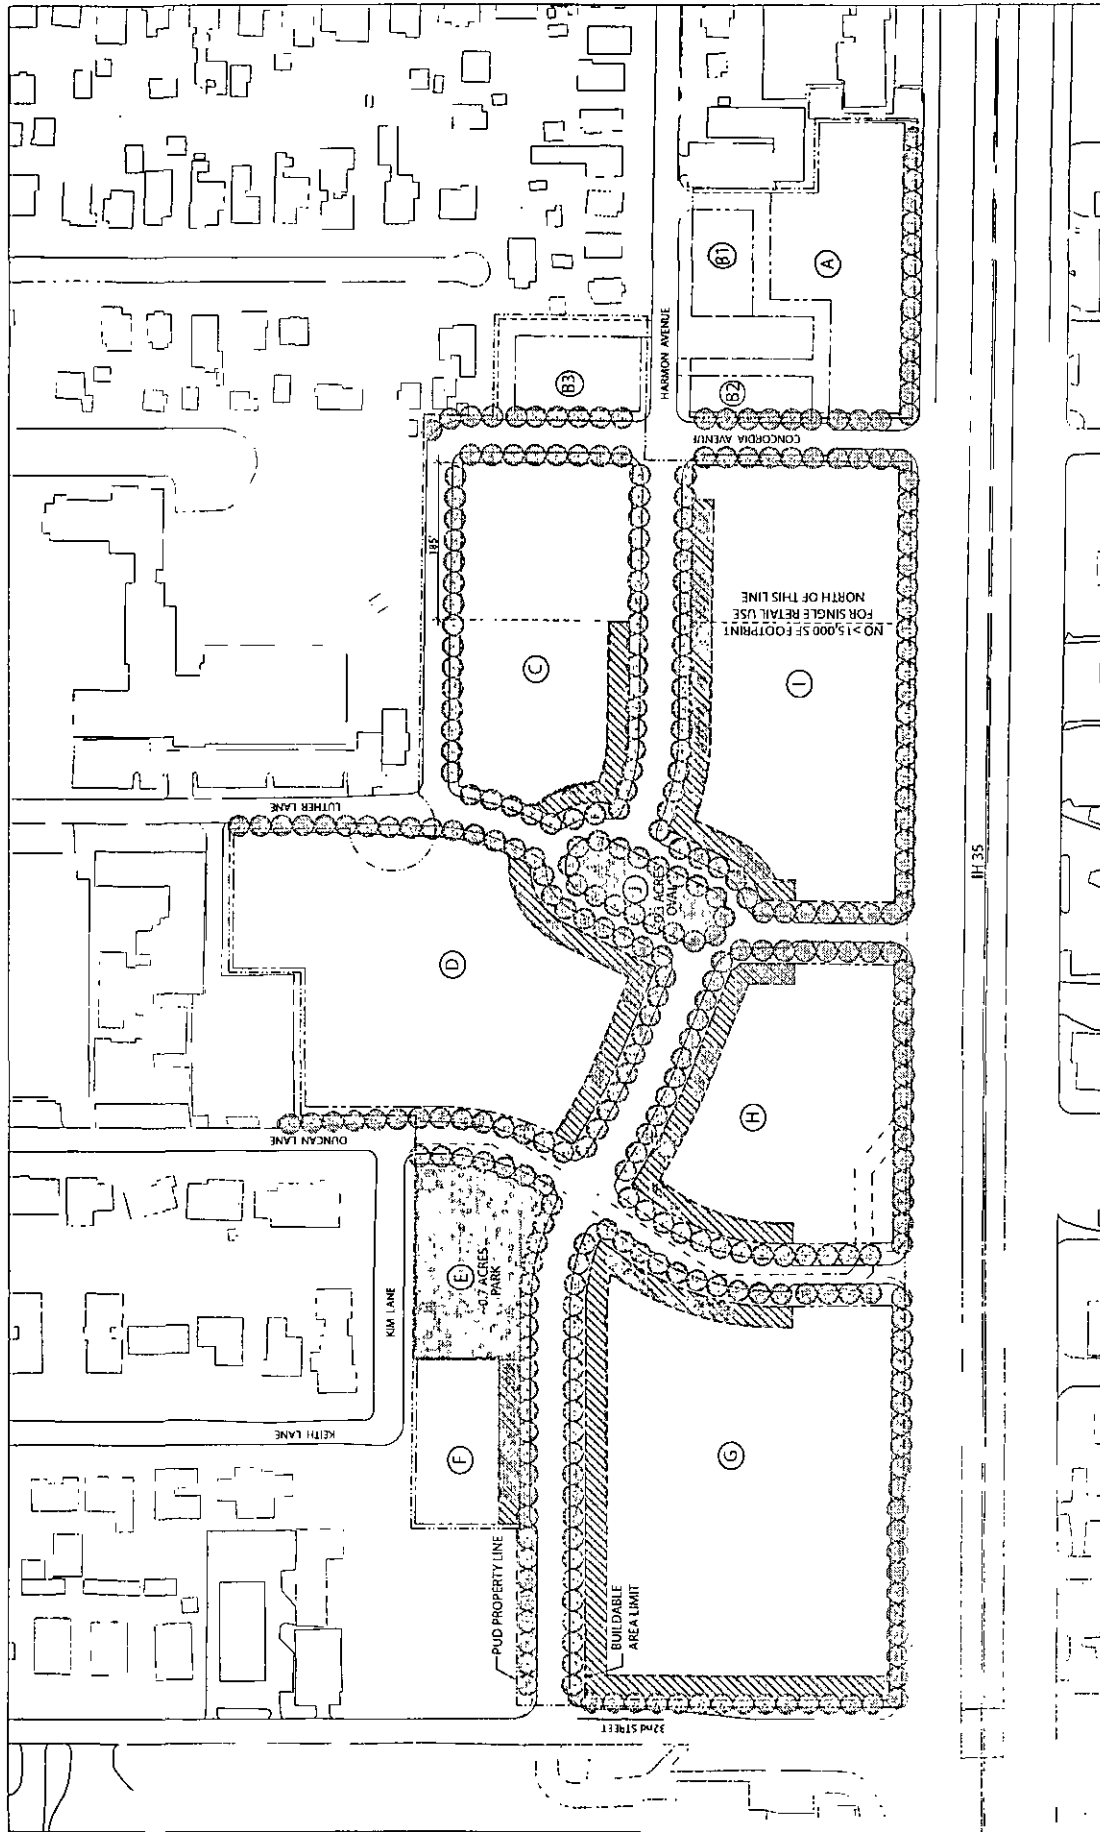 HARMON AVENUE
B1
A
B3
B2
CONCORDIA AVENUE
185'
C
NO >15,000 SF FOOTPRINT
FOR SINGLE RETAIL USE
NORTH OF THIS LINE
I
LUTHER LANE
J
OVAL
IH 35
D
DUNCAN LANE
H
E
~0.7 ACRES
PARK
KIM LANE
KEITH LANE
F
G
PUD PROPERTY LINE
BUILDABLE
AREA LIMIT
32nd STREET